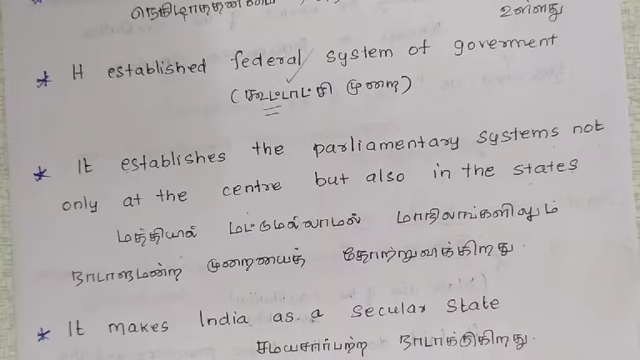 நெகிழாத்தன்மை உள்ளது
* It established federal system of goverment
(கூட்டாட்சி முறை)
* It establishes the parliamentary systems not
only at the centre but also in the states
மத்தியில் மட்டுமல்லாமல் மாநிலங்களிலும்
நாடாளுமன்ற முறையைத் தோற்றுவிக்கிறது.
* It makes India as a secular state
சமயசார்பற்ற நாடாக்குகிறது.